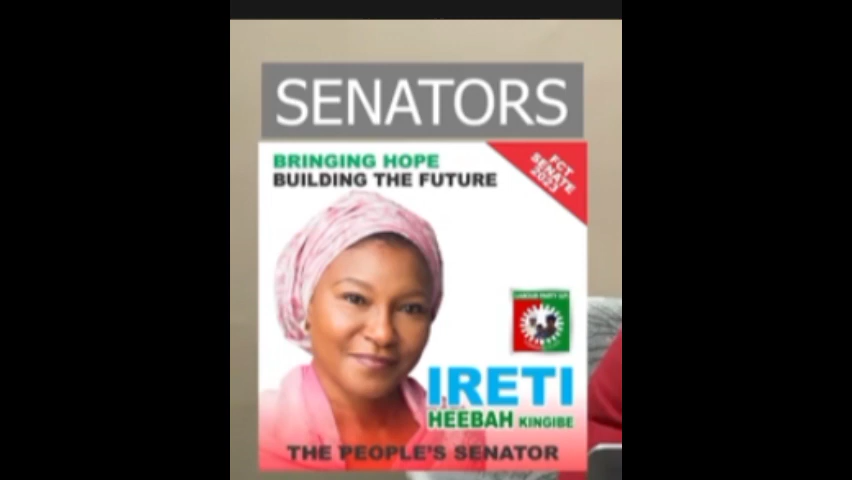 SENATORS
BRINGING HOPE
BUILDING THE FUTURE
FCT
SENATE
2023
IRETI
HEEBAH KINGIBE
THE PEOPLE'S SENATOR